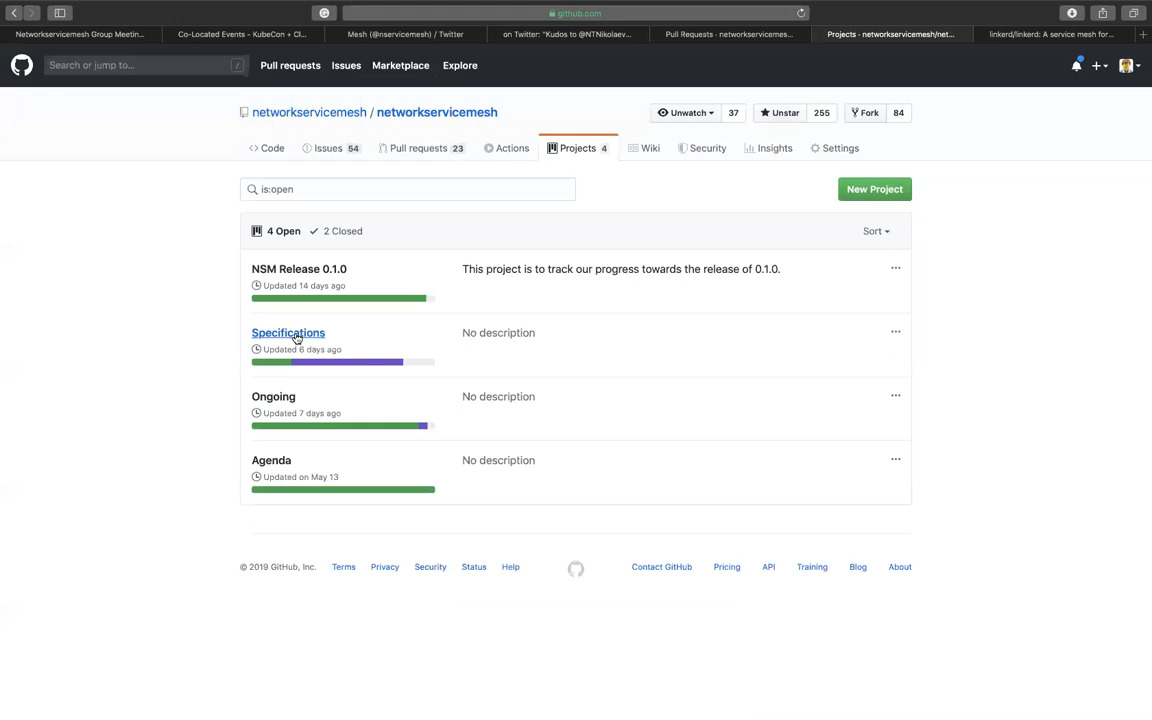 github.com
Networkservicemesh Group Meetin...
Co-Located Events - KubeCon + Cl...
Mesh (@nservicemesh) / Twitter
on Twitter: "Kudos to @NTNikolaev...
Pull Requests · networkservicemes...
Projects · networkservicemesh/net...
linkerd/linkerd: A service mesh for...
Search or jump to...
/
Pull requests
Issues
Marketplace
Explore
networkservicemesh / networkservicemesh
Unwatch 37
Unstar 255
Fork 84
Code
Issues 54
Pull requests 23
Actions
Projects 4
Wiki
Security
Insights
Settings
is:open
New Project
4 Open
2 Closed
Sort
NSM Release 0.1.0
This project is to track our progress towards the release of 0.1.0.
Updated 14 days ago
Specifications
No description
Updated 6 days ago
Ongoing
No description
Updated 7 days ago
Agenda
No description
Updated on May 13
© 2019 GitHub, Inc.
Terms
Privacy
Security
Status
Help
Contact GitHub
Pricing
API
Training
Blog
About